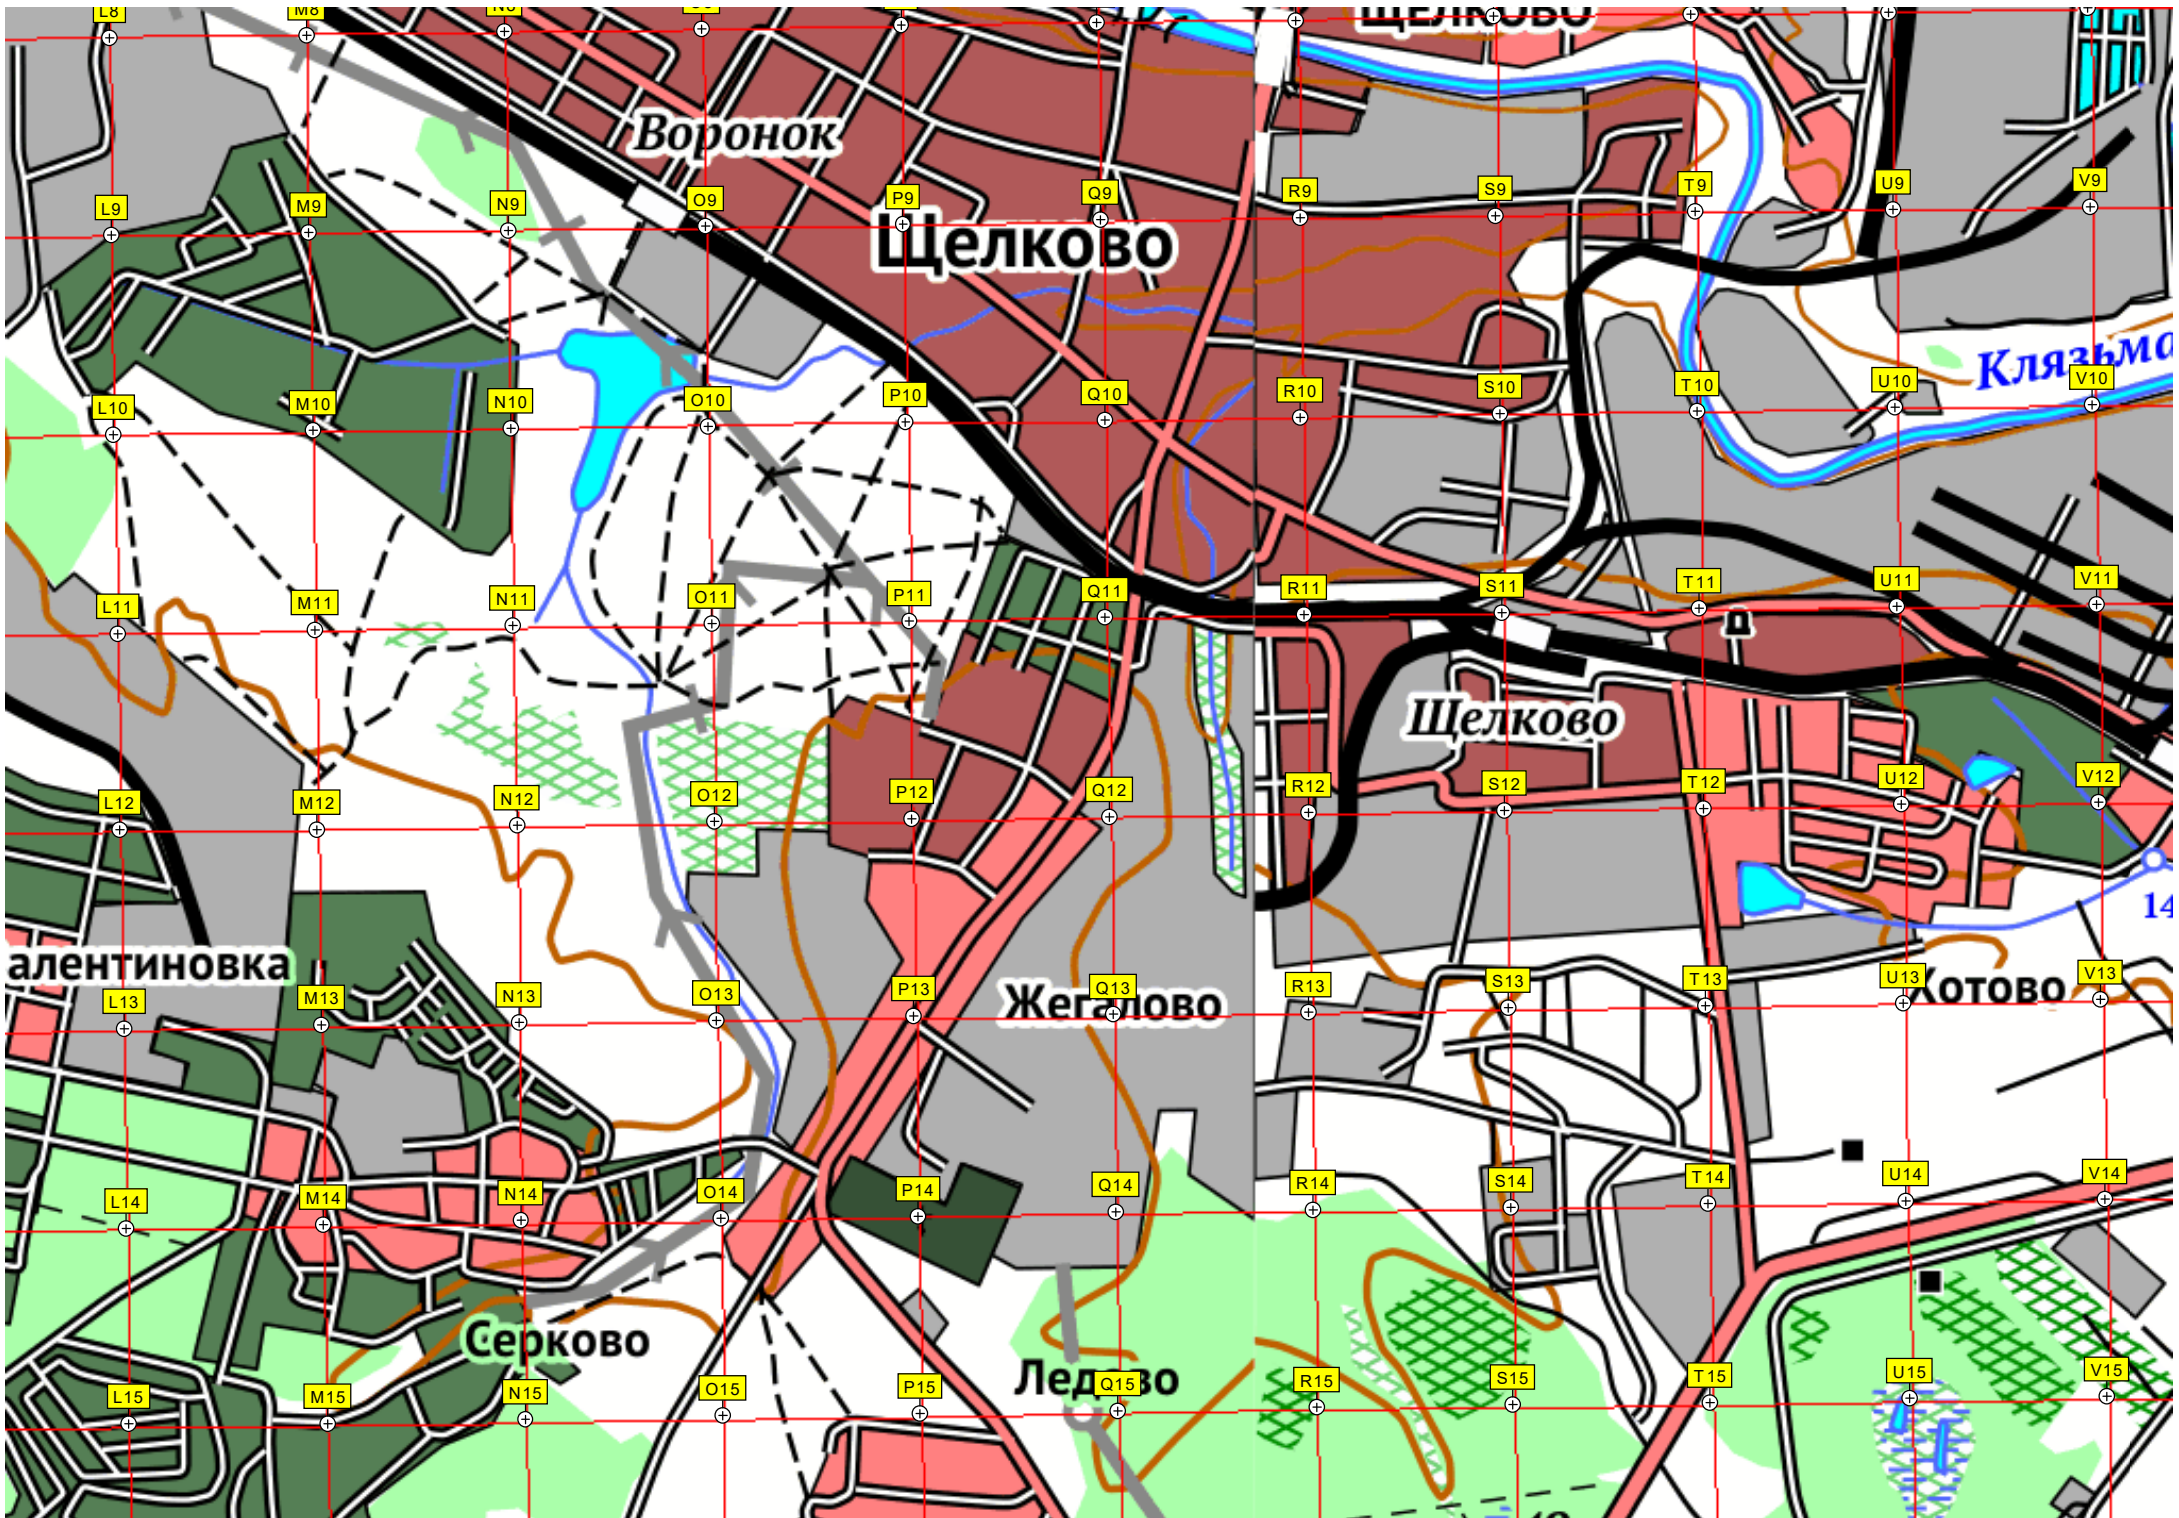 L8 M8
Щелково
Воронок
L9 M9 N9 O9 P9 Q9 R9 S9 T9 U9 V9
Щелково
Клязьма
L10 M10 N10 O10 P10 Q10 R10 S10 T10 U10 V10
L11 M11 N11 O11 P11 Q11 R11 S11 T11 U11 V11
д
Щелково
L12 M12 N12 O12 P12 Q12 R12 S12 T12 U12 V12
14
алентиновка
Жегалово
Хотово
L13 M13 N13 O13 P13 Q13 R13 S13 T13 U13 V13
L14 M14 N14 O14 P14 Q14 R14 S14 T14 U14 V14
Серково
Ледово
L15 M15 N15 O15 P15 Q15 R15 S15 T15 U15 V15